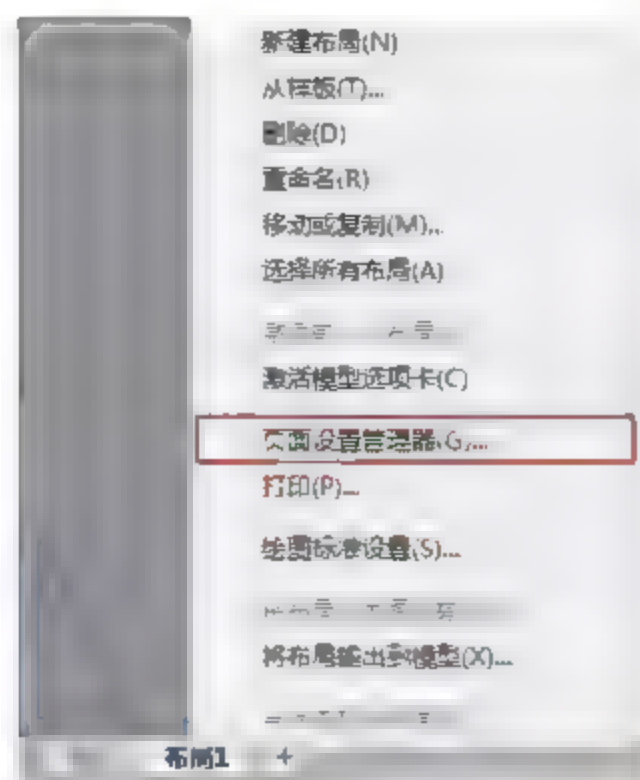 新建布局(N)
从样板(T)...
删除(D)
重命名(R)
移动或复制(M)...
选择所有布局(A)
激活模型选项卡(C)
页面设置管理器(G)...
打印(P)...
绘图标准设置(S)...
将布局输出到模型(X)...
布局1 +